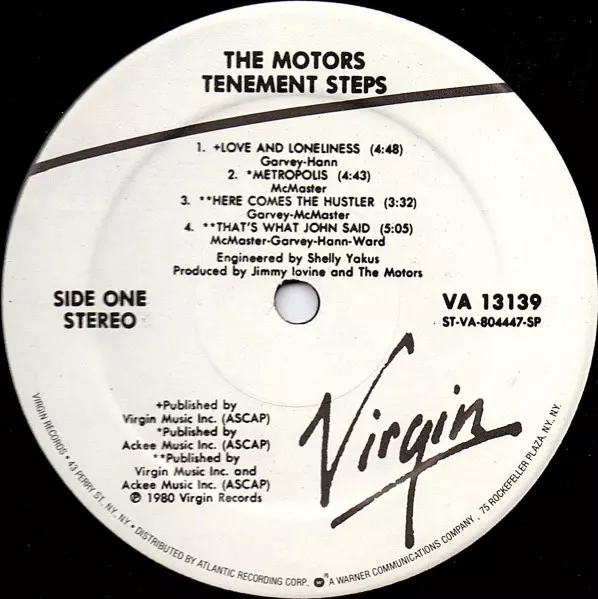 THE MOTORS
TENEMENT STEPS
1. +LOVE AND LONELINESS (4:48)
Garvey-Hann
2. *METROPOLIS (4:43)
McMaster
3. **HERE COMES THE HUSTLER (3:32)
Garvey-McMaster
4. **THAT'S WHAT JOHN SAID (5:05)
McMaster-Garvey-Hann-Ward
Engineered by Shelly Yakus
Produced by Jimmy Iovine and The Motors
SIDE ONE
STEREO
VA 13139
ST-VA-804447-SP
+Published by
Virgin Music Inc. (ASCAP)
*Published by
Ackee Music Inc. (ASCAP)
**Published by
Virgin Music Inc. and
Ackee Music Inc. (ASCAP)
℗ 1980 Virgin Records
Virgin
VIRGIN RECORDS • 43 PERRY ST., N.Y., N.Y. • DISTRIBUTED BY ATLANTIC RECORDING CORP. ® A WARNER COMMUNICATIONS COMPANY, 75 ROCKEFELLER PLAZA, N.Y. N.Y.